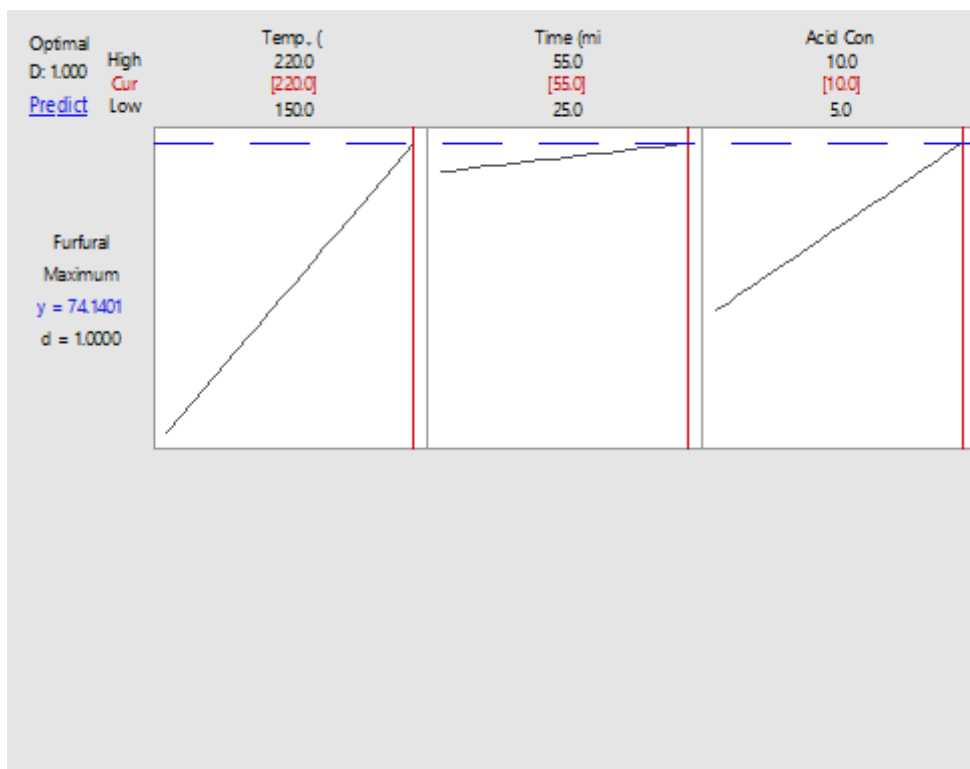 Optimal
D: 1.000
Predict
High
Cur
Low
Temp., (
220.0
[220.0]
150.0
Time (mi
55.0
[55.0]
25.0
Acid Con
10.0
[10.0]
5.0
Furfural
Maximum
y = 74.1401
d = 1.0000